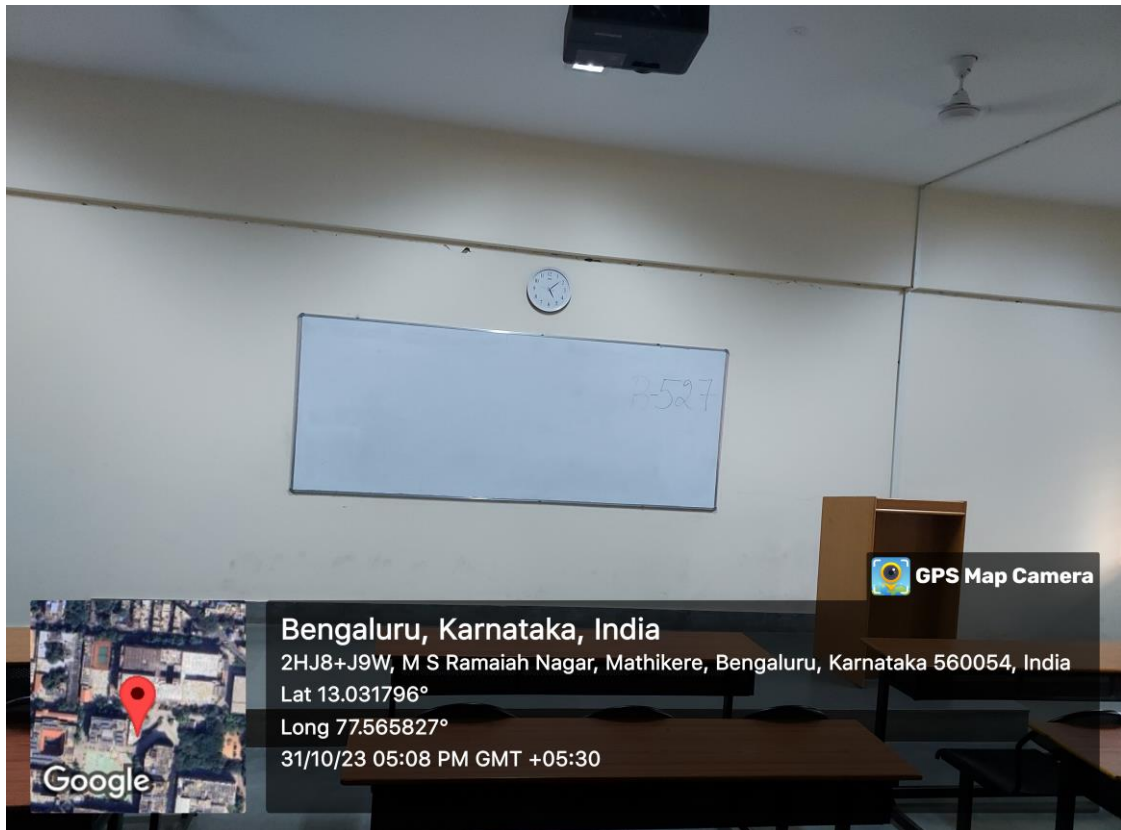 -527
GPS Map Camera
Bengaluru, Karnataka, India
2HJ8+J9W, M S Ramaiah Nagar, Mathikere, Bengaluru, Karnataka 560054, India
Lat 13.031796°
Long 77.565827°
31/10/23 05:08 PM GMT +05:30
Google